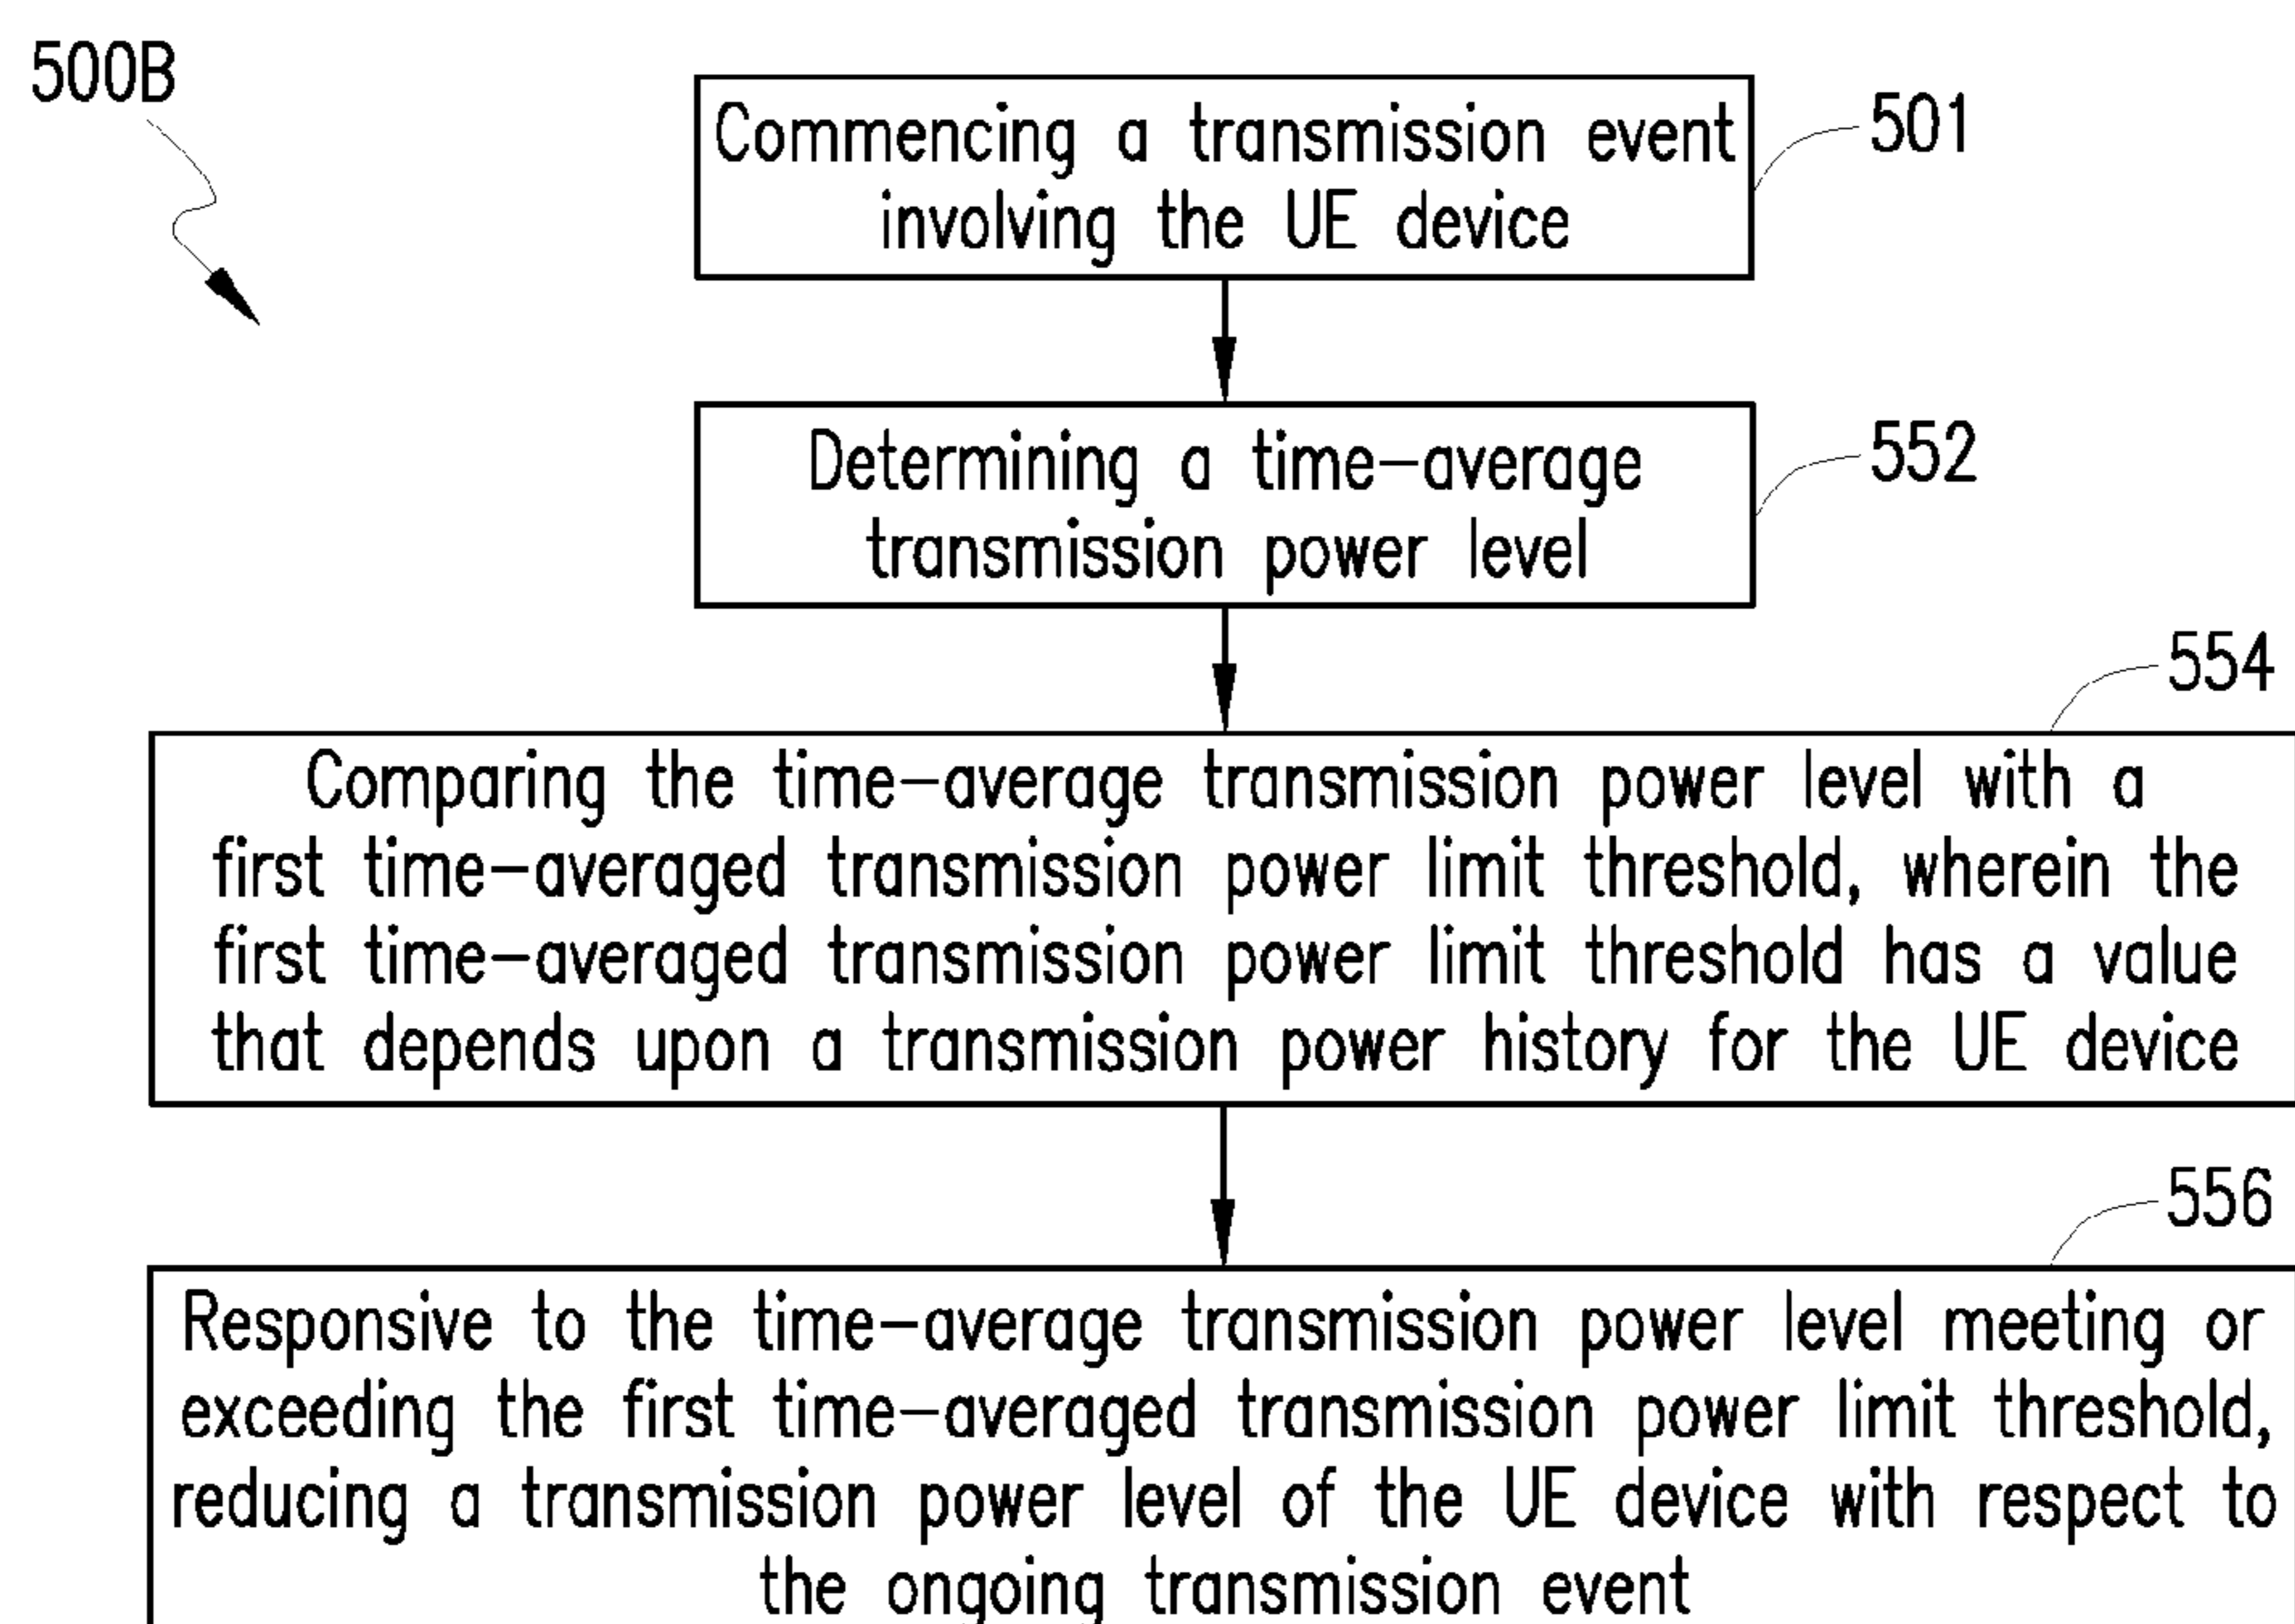 500B
Commencing a transmission event
involving the UE device
501
Determining a time-average
transmission power level
552
554
Comparing the time-average transmission power level with a
first time-averaged transmission power limit threshold, wherein the
first time-averaged transmission power limit threshold has a value
that depends upon a transmission power history for the UE device
556
Responsive to the time-average transmission power level meeting or
exceeding the first time-averaged transmission power limit threshold,
reducing a transmission power level of the UE device with respect to
the ongoing transmission event